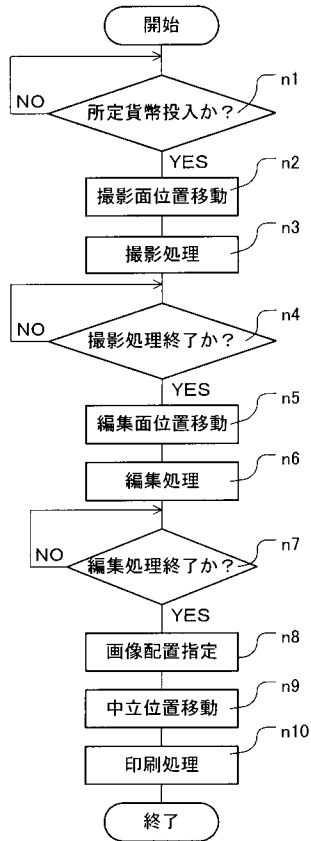 開始
n1
所定貨幣投入か?
NO
YES
n2
撮影面位置移動
n3
撮影処理
n4
撮影処理終了か?
NO
YES
n5
編集面位置移動
n6
編集処理
n7
編集処理終了か?
NO
YES
n8
画像配置指定
n9
中立位置移動
n10
印刷処理
終了